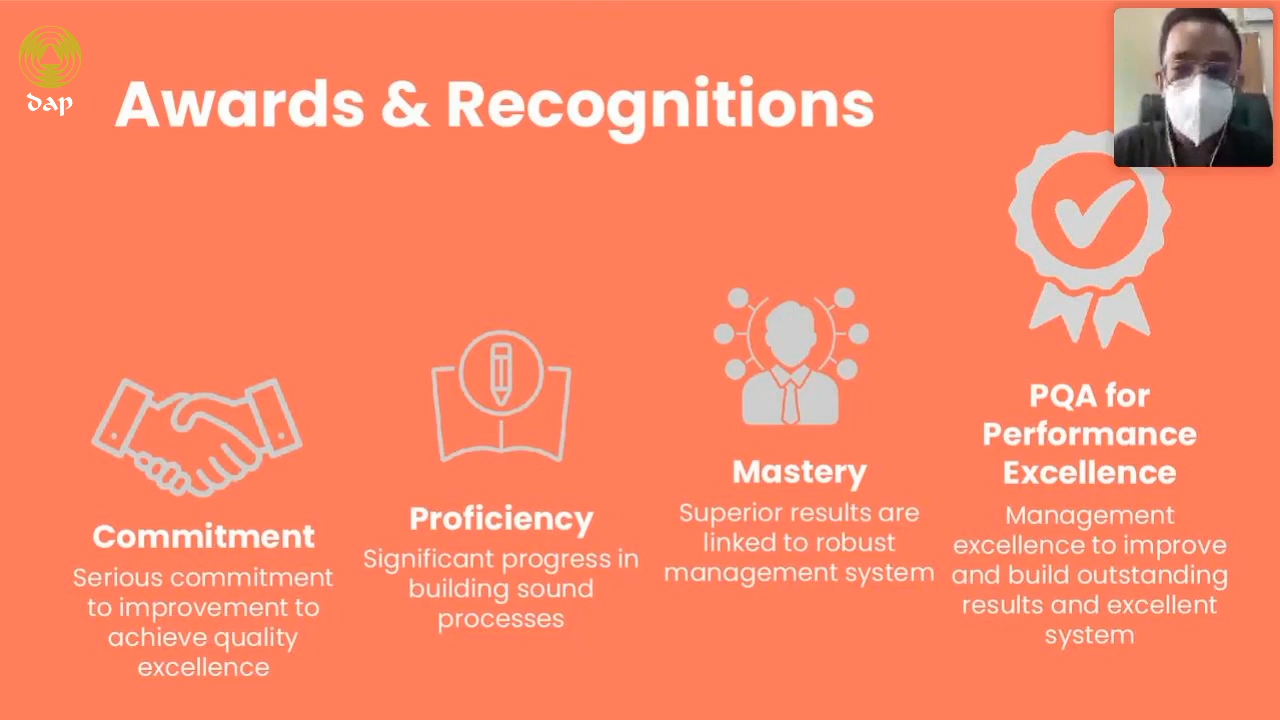 dap
Awards & Recognitions
Commitment
Serious commitment
to improvement to
achieve quality
excellence
Proficiency
Significant progress in
building sound
processes
Mastery
Superior results are
linked to robust
management system
PQA for
Performance
Excellence
Management
excellence to improve
and build outstanding
results and excellent
system